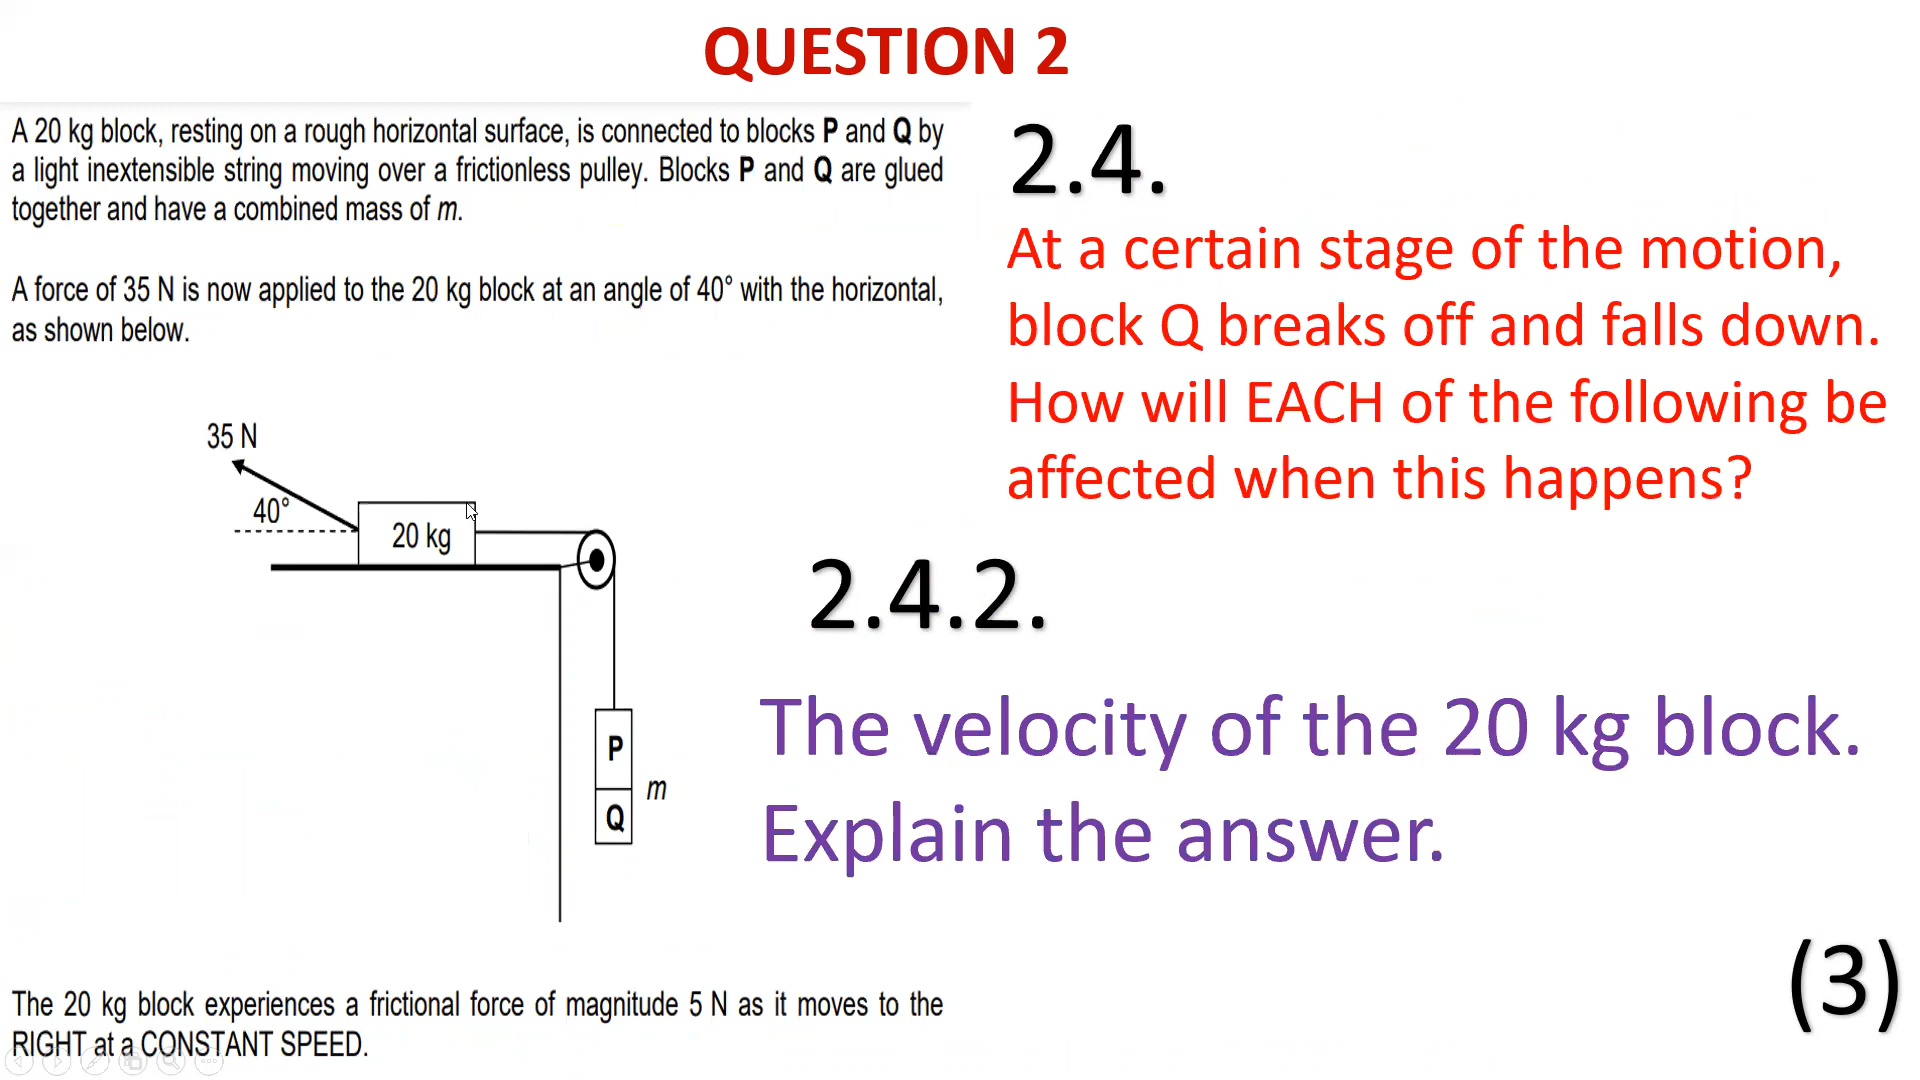 QUESTION 2
A 20 kg block, resting on a rough horizontal surface, is connected to blocks P and Q by
a light inextensible string moving over a frictionless pulley. Blocks P and Q are glued
together and have a combined mass of m.
A force of 35 N is now applied to the 20 kg block at an angle of 40° with the horizontal,
as shown below.
35 N
40°
20 kg
P
m
Q
The 20 kg block experiences a frictional force of magnitude 5 N as it moves to the
RIGHT at a CONSTANT SPEED.
2.4.
At a certain stage of the motion,
block Q breaks off and falls down.
How will EACH of the following be
affected when this happens?
2.4.2.
The velocity of the 20 kg block.
Explain the answer.
(3)